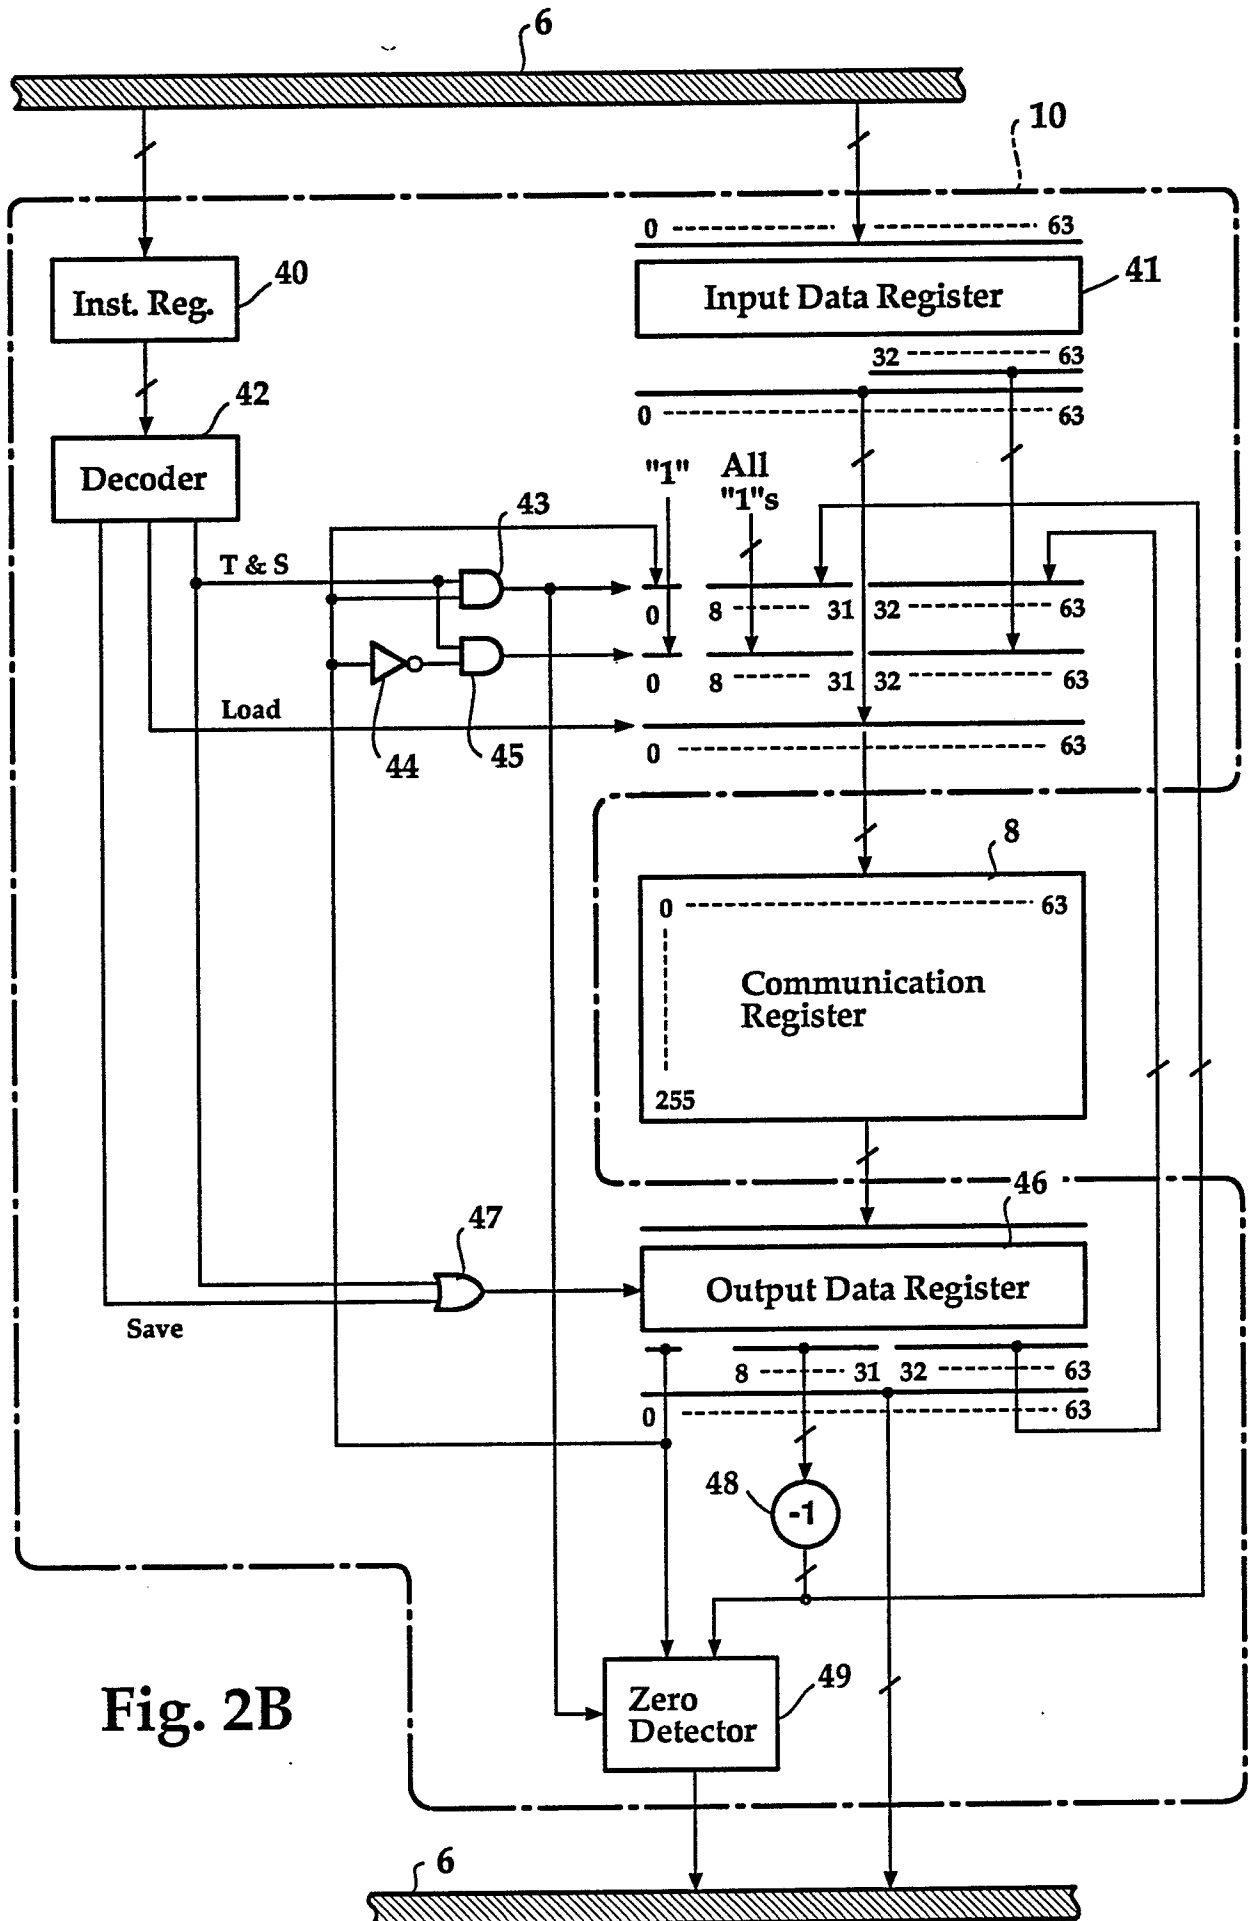 6
10
0 63
40
Inst. Reg.
Input Data Register
41
32 63
0 63
42
Decoder
"1"
All
"1"s
43
T & S
0 8 31 32 63
0 8 31 32 63
Load
44
45
0 63
8
0 63
Communication
Register
255
46
47
Output Data Register
Save
8 31 32 63
0 63
48
-1
49
Zero
Detector
Fig. 2B
6